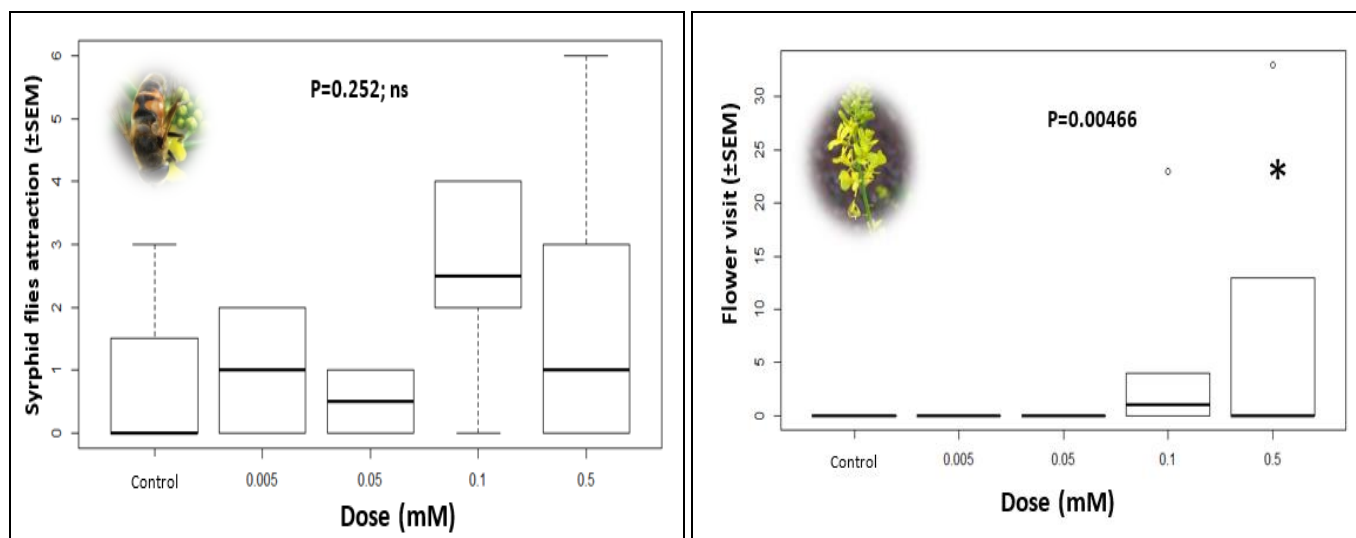 Syrphid flies attraction (±SEM)
6
5
4
3
2
1
0
P=0.252; ns
Control 0.005 0.05 0.1 0.5
Dose (mM)
Flower visit (±SEM)
30
25
20
15
10
5
0
P=0.00466
*
Control 0.005 0.05 0.1 0.5
Dose (mM)